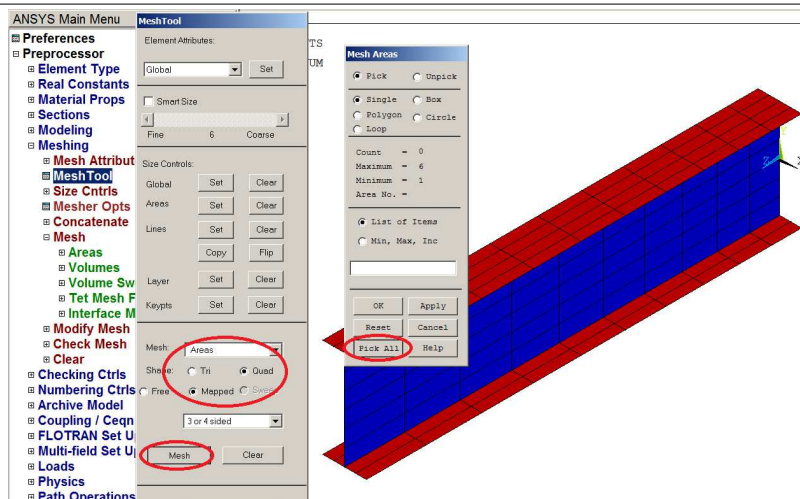 ANSYS Main Menu
Preferences
Preprocessor
Element Type
Real Constants
Material Props
Sections
Modeling
Meshing
Mesh Attribut
MeshTool
Size Cntrls
Mesher Opts
Concatenate
Mesh
Areas
Volumes
Volume Sw
Tet Mesh F
Interface M
Modify Mesh
Check Mesh
Clear
Checking Ctrls
Numbering Ctrls
Archive Model
Coupling / Ceqn
FLOTRAN Set U
Multi-field Set U
Loads
Physics
Path Operations
MeshTool
Element Attributes:
Global Set
Smart Size
Fine 6 Coarse
Size Controls:
Global Set Clear
Areas Set Clear
Lines Set Clear
Copy Flip
Layer Set Clear
Keypts Set Clear
Mesh: Areas
Shape: Tri Quad
Free Mapped Sweep
3 or 4 sided
Mesh Clear
TS
UM
Mesh Areas
Pick Unpick
Single Box
Polygon Circle
Loop
Count = 0
Maximum = 6
Minimum = 1
Area No. =
List of Items
Min, Max, Inc
OK Apply
Reset Cancel
Pick All Help
Y
Z X